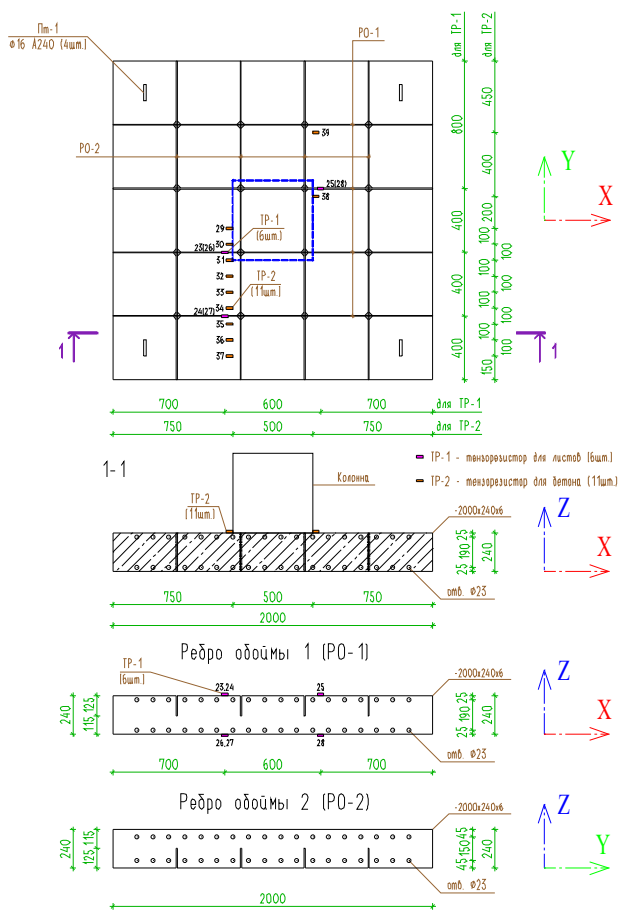 Пт-1
Ф16 А240 (4шт.)
РО-1
для ТР-1
для ТР-2
39
800
450
РО-2
400
Y
X
25(28)
38
ТР-1
(6шт.)
29
30
23(26)
31
32
33
34
24(27)
35
36
37
ТР-2
(11шт.)
400
200
100
100
100
100
400
100
100
100
400
100
100
150
1
1
700
600
700
для ТР-1
750
500
750
для ТР-2
1-1
ТР-1 - тензорезистор для листов (6шт.)
ТР-2 - тензорезистор для бетона (11шт.)
Колонна
ТР-2
(11шт.)
-2000х240х6
25
190
25
240
Z
X
отв. Ф23
750
500
750
2000
Ребро обоймы 1 (РО-1)
ТР-1
(6шт.)
23,24
25
-2000х240х6
240
125
115
25
190
25
240
Z
X
26,27
28
отв. Ф23
700
600
700
Ребро обоймы 2 (РО-2)
-2000х240х6
240
115
125
45
150
45
240
Z
Y
отв. Ф23
2000